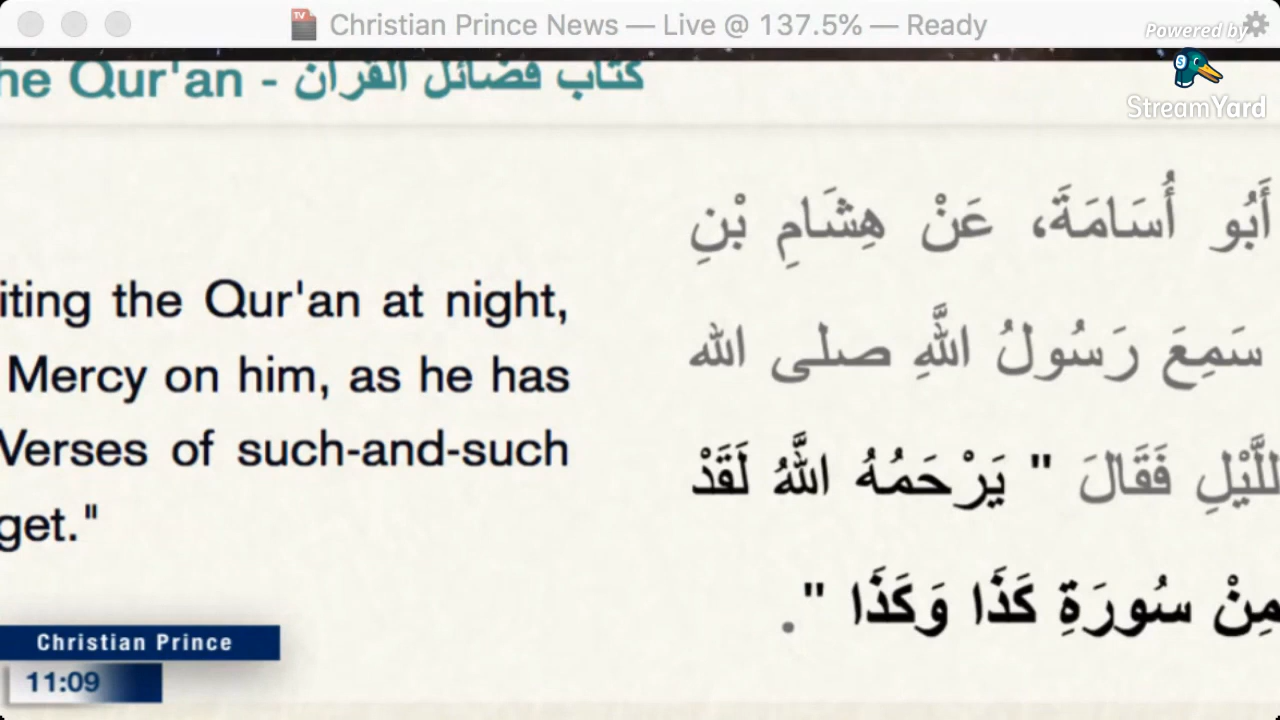 Christian Prince News — Live @ 137.5% — Ready
Powered by
StreamYard
he Qur'an - كتاب فضائل القرآن
iting the Qur'an at night,
Mercy on him, as he has
Verses of such-and-such
get."
أَبُو أُسَامَةَ، عَنْ هِشَامِ بْنِ
سَمِعَ رَسُولُ اللَّهِ صلى الله
للَّيْلِ فَقَالَ " يَرْحَمُهُ اللَّهُ لَقَدْ
مِنْ سُورَةِ كَذَا وَكَذَا ".
Christian Prince
11:09